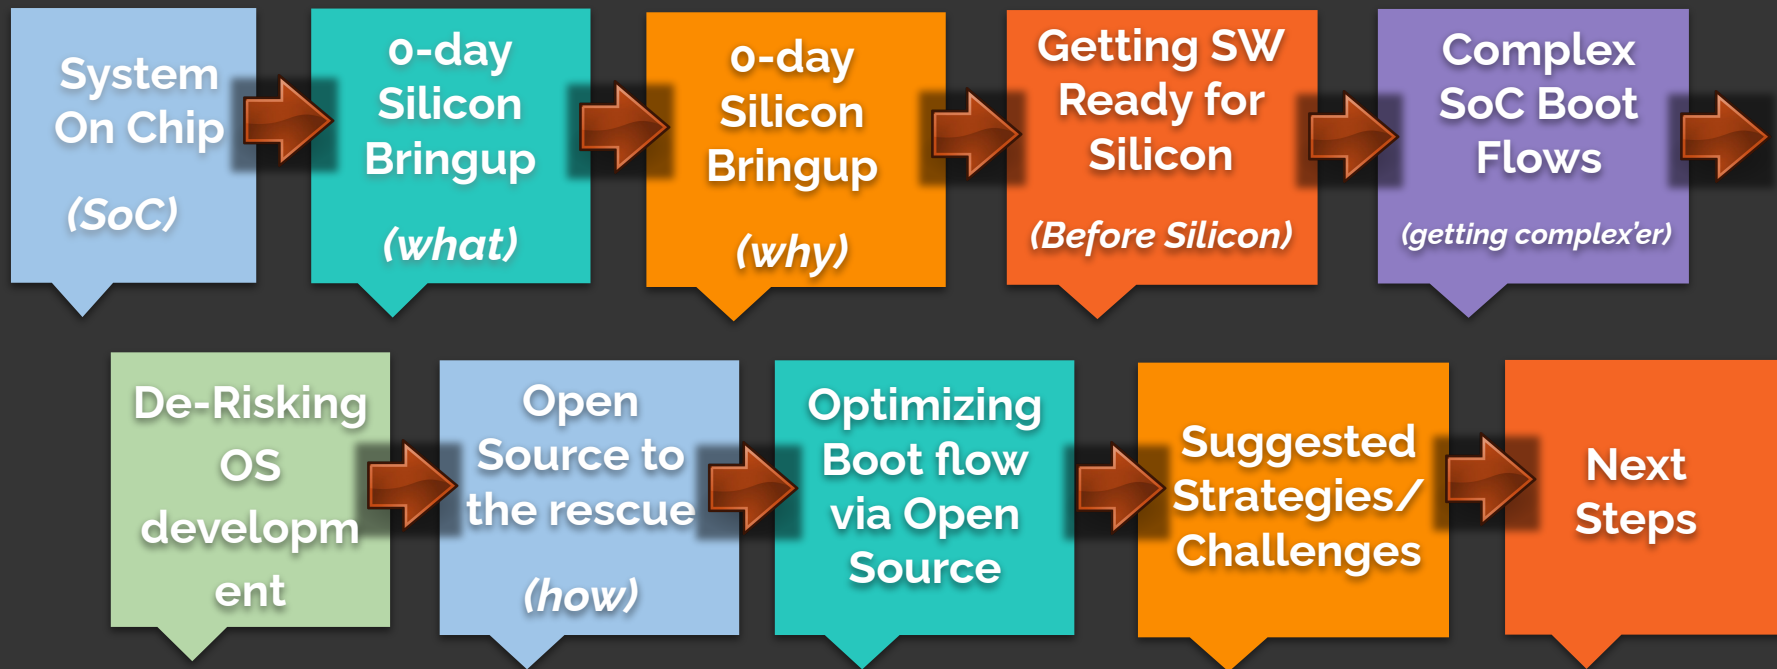 System
On Chip
(SoC)
0-day
Silicon
Bringup
(what)
0-day
Silicon
Bringup
(why)
Getting SW
Ready for
Silicon
(Before Silicon)
Complex
SoC Boot
Flows
(getting complex'er)
De-Risking
OS
developm
ent
Open
Source to
the rescue
(how)
Optimizing
Boot flow
via Open
Source
Suggested
Strategies/
Challenges
Next
Steps